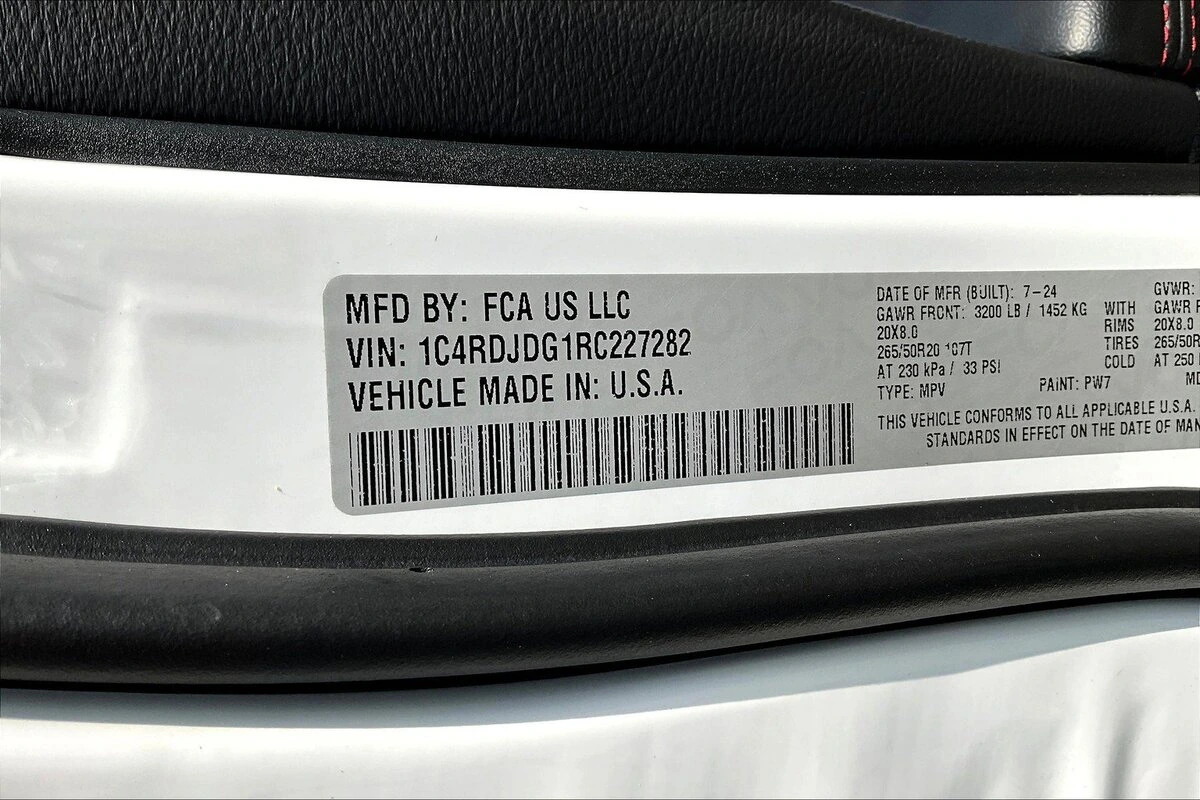 MFD BY: FCA US LLC
VIN: 1C4RDJDG1RC227282
VEHICLE MADE IN: U.S.A.
DATE OF MFR (BUILT): 7-24
GAWR FRONT: 3200 LB / 1452 KG
20X8.0
265/50R20 107T
AT 230 kPa / 33 PSI
TYPE: MPV
PAINT: PW7
WITH
RIMS
TIRES
COLD
GVWR:
GAWR
20X8.0
265/50R
AT 250
THIS VEHICLE CONFORMS TO ALL APPLICABLE U.S.A.
STANDARDS IN EFFECT ON THE DATE OF